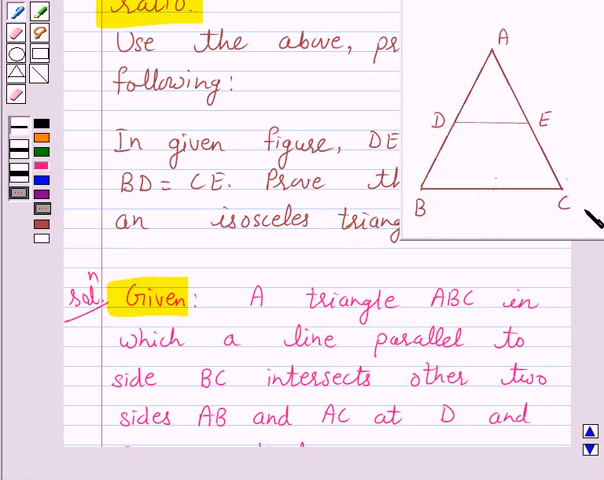 ratio.
Use the above, pr
following:
In given figure, DE
BD = CE. Prove th
an isosceles triang
A
D E
B C
soln. Given: A triangle ABC in
which a line parallel to
side BC intersects other two
sides AB and AC at D and